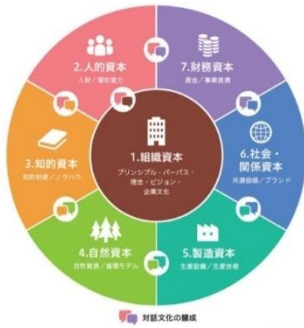 1.組織資本
プリンシプル・パーパス・
理念・ビジョン・
企業文化
2.人的資本
人財／潜在能力
3.知的資本
知的財産／ノウハウ
4.自然資本
自然資源／循環モデル
5.製造資本
生産設備／生産技術
6.社会・
関係資本
共通価値／ブランド
7.財務資本
資金／事業提携
対話文化の醸成